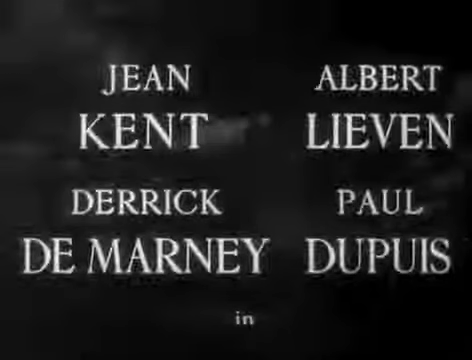 JEAN ALBERT
KENT LIEVEN
DERRICK PAUL
DE MARNEY DUPUIS
in